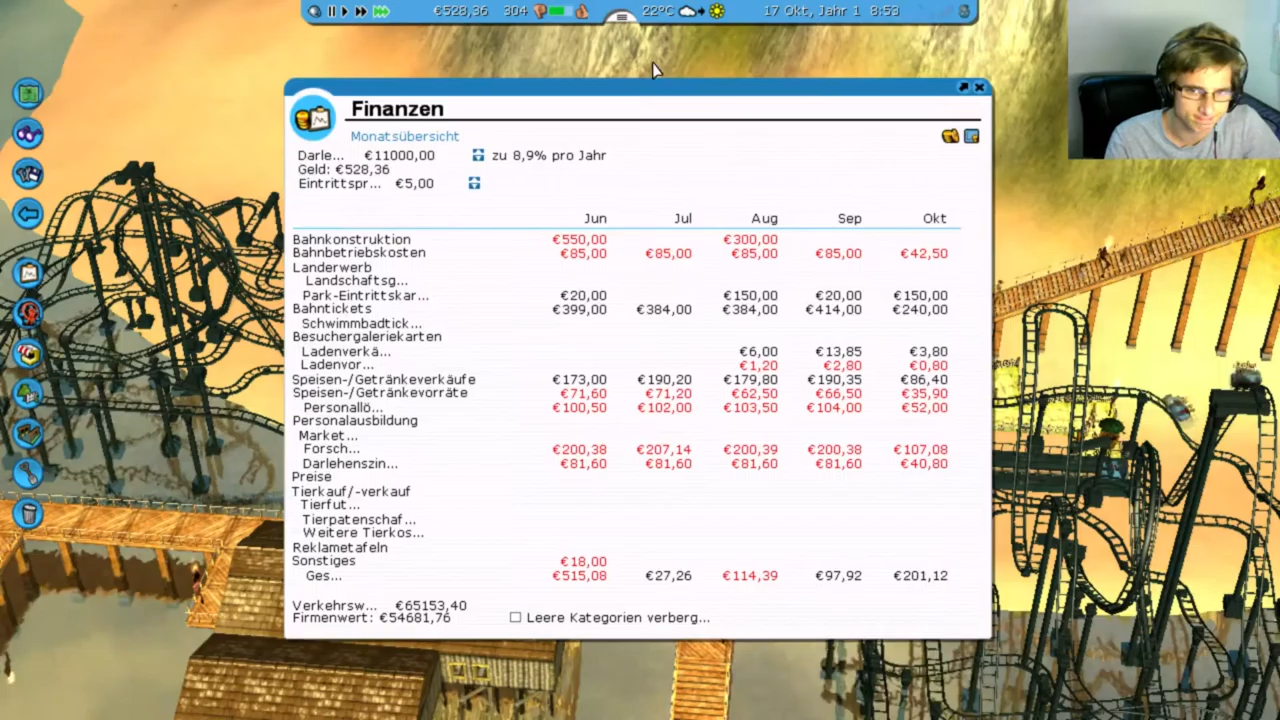 €528,36 304 22°C 17 Okt, Jahr 1 8:53
Finanzen
Monatsübersicht
Darle... €11000,00 zu 8,9% pro Jahr
Geld: €528,36
Eintrittspr... €5,00
Jun Jul Aug Sep Okt
Bahnkonstruktion €550,00 €300,00
Bahnbetriebskosten €85,00 €85,00 €85,00 €85,00 €42,50
Landerwerb
Landschaftsg...
Park-Eintrittskar... €20,00 €150,00 €20,00 €150,00
Bahntickets €399,00 €384,00 €384,00 €414,00 €240,00
Schwimmbadtick...
Besuchergaleriekarten
Ladenverkä... €6,00 €13,85 €3,80
Ladenvor... €1,20 €2,80 €0,80
Speisen-/Getränkeverkäufe €173,00 €190,20 €179,80 €190,35 €86,40
Speisen-/Getränkevorräte €71,60 €71,20 €62,50 €66,50 €35,90
Personallö... €100,50 €102,00 €103,50 €104,00 €52,00
Personalausbildung
Market...
Forsch... €200,38 €207,14 €200,39 €200,38 €107,08
Darlehenszin... €81,60 €81,60 €81,60 €81,60 €40,80
Preise
Tierkauf/-verkauf
Tierfut...
Tierpatenschaf...
Weitere Tierkos...
Reklametafeln
Sonstiges €18,00
Ges... €515,08 €27,26 €114,39 €97,92 €201,12
Verkehrsw... €65153,40
Firmenwert: €54681,76 Leere Kategorien verberg...